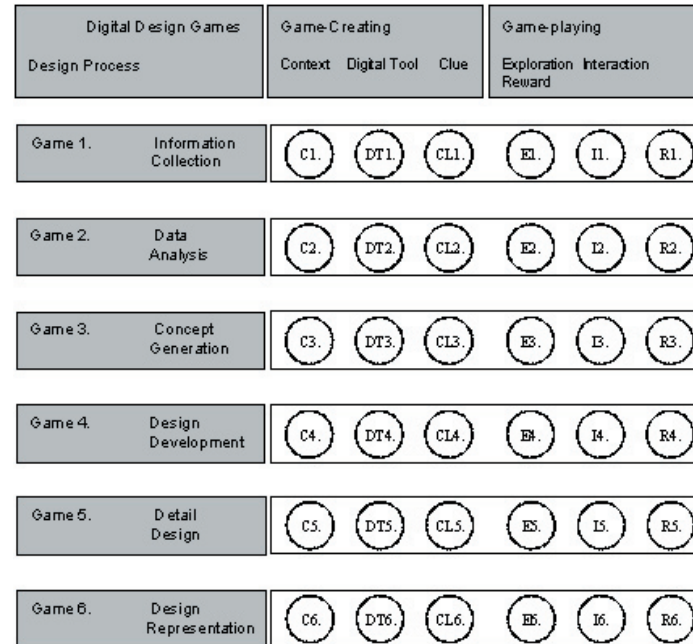 Digital Design Games
Design Process
Game-Creating
Context Digital Tool Clue
Game-playing
Exploration Interaction
Reward
Game 1. Information
Collection
C1. DT1. CL1. E1. I1. R1.
Game 2. Data
Analysis
C2. DT2. CL2. E2. I2. R2.
Game 3. Concept
Generation
C3. DT3. CL3. E3. I3. R3.
Game 4. Design
Development
C4. DT4. CL4. E4. I4. R4.
Game 5. Detail
Design
C5. DT5. CL5. E5. I5. R5.
Game 6. Design
Representation
C6. DT6. CL6. E6. I6. R6.